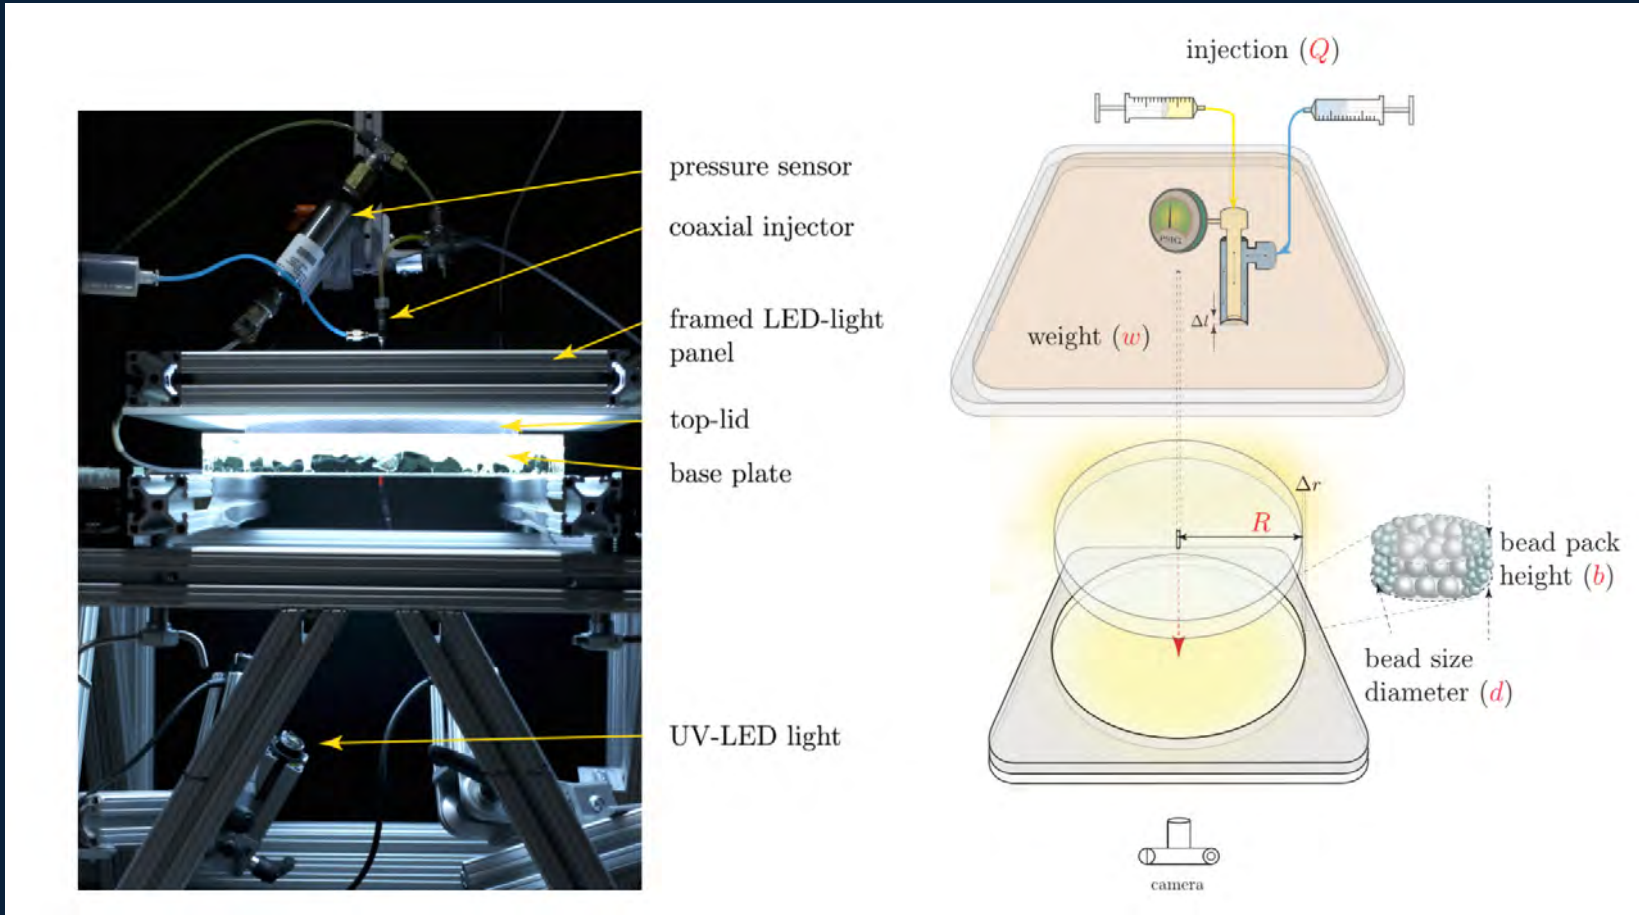 pressure sensor
coaxial injector
framed LED-light
panel
top-lid
base plate
UV-LED light
injection (Q)
PSIG
Δl
weight (w)
Δr
R
bead pack
height (b)
bead size
diameter (d)
camera